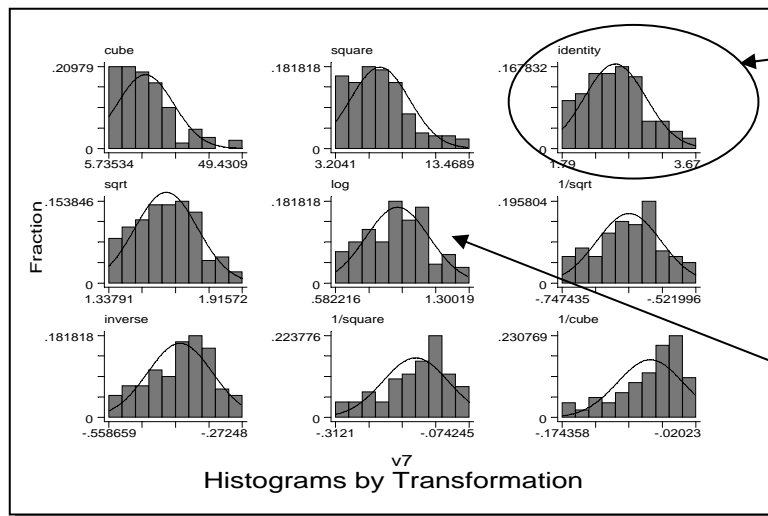 cube square identity
.20979 .181818 .167832
0 0 0
5.73534 49.4309 3.2041 13.4689 1.79 3.67
sqrt log 1/sqrt
.153846 .181818 .195804
0 0 0
1.33791 1.91572 .582216 1.30019 -.747435 -.521996
inverse 1/square 1/cube
.181818 .223776 .230769
0 0 0
-.558659 -.27248 -.3121 -.074245 -.174358 -.02023
Fraction
v7
Histograms by Transformation